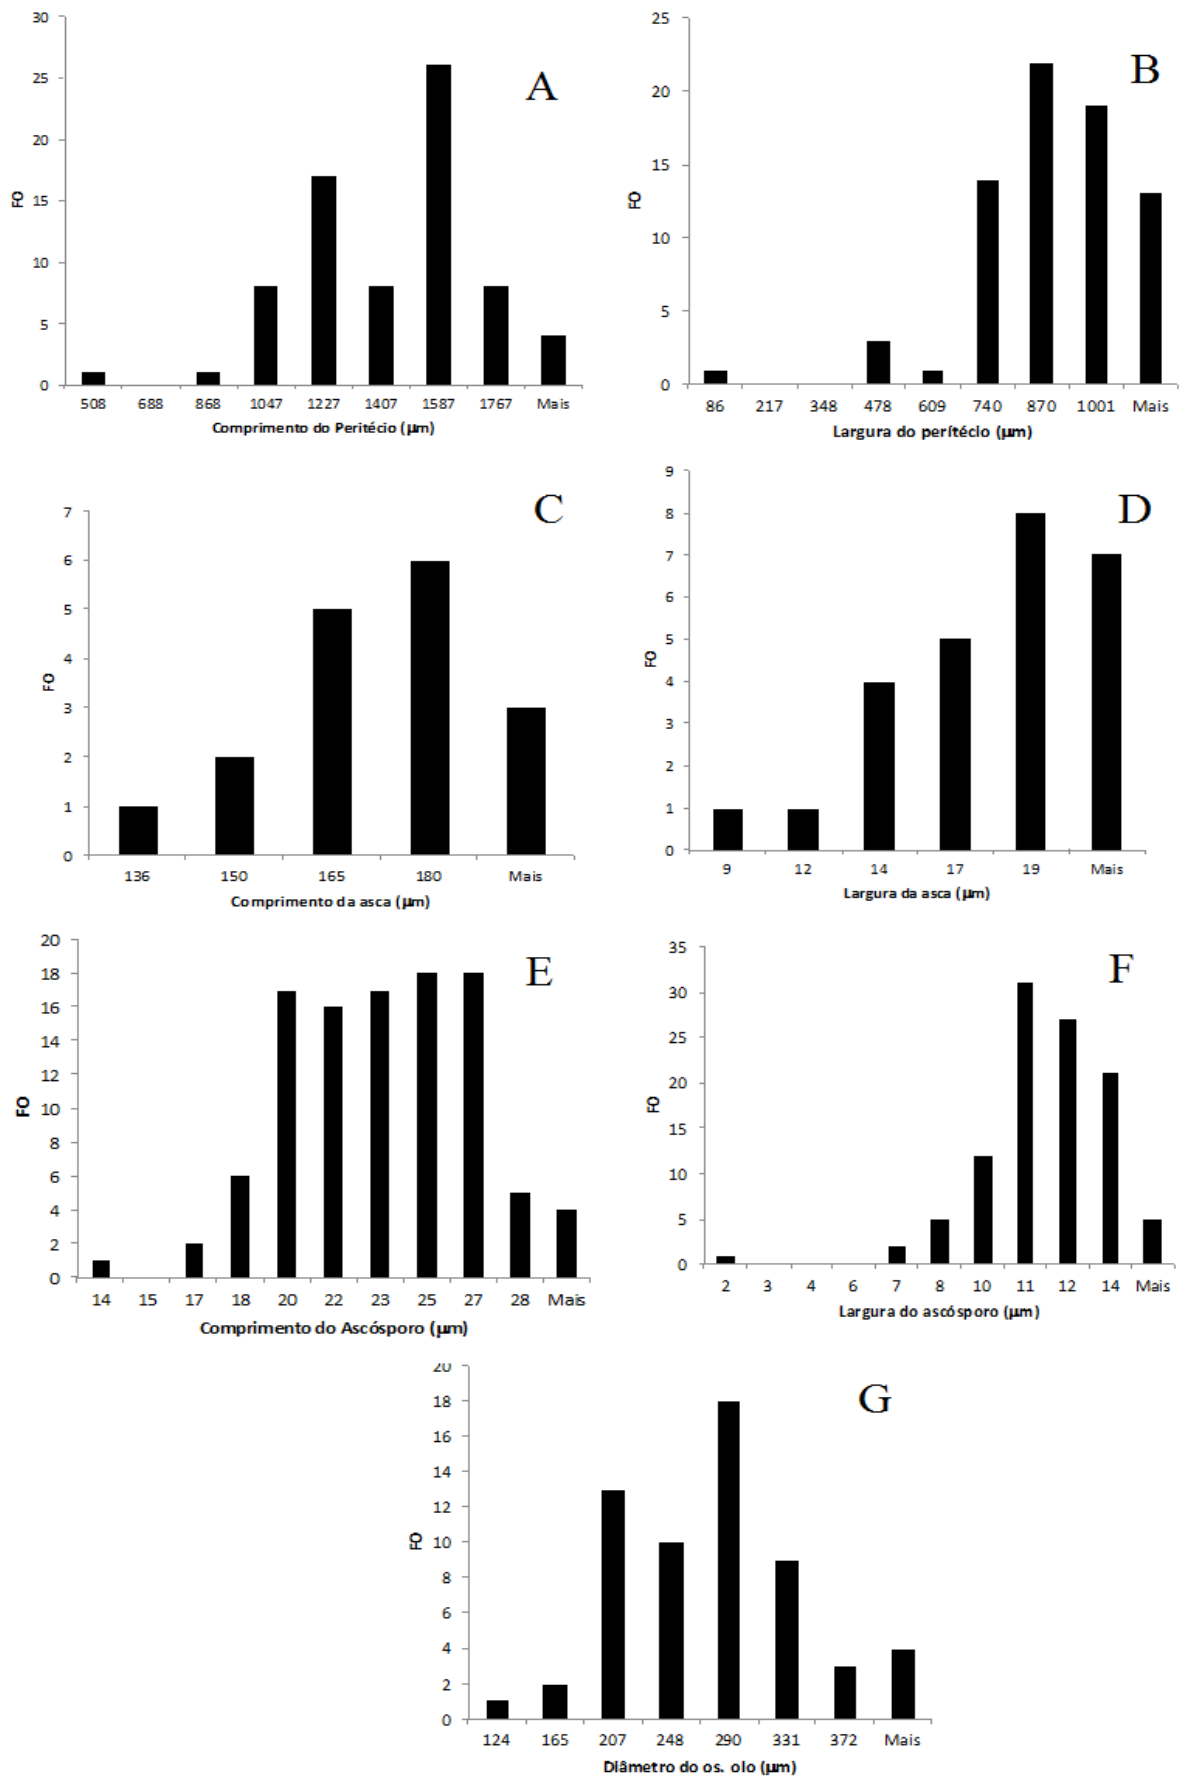 30
25
20
15
10
5
0
FO
A
508 688 868 1047 1227 1407 1587 1767 Mais
Comprimento do Peritécio (µm)
25
20
15
10
5
0
FO
B
86 217 348 478 609 740 870 1001 Mais
Largura do peritécio (µm)
7
6
5
4
3
2
1
0
FO
C
136 150 165 180 Mais
Comprimento da asca (µm)
9
8
7
6
5
4
3
2
1
0
FO
D
9 12 14 17 19 Mais
Largura da asca (µm)
20
18
16
14
12
10
8
6
4
2
0
FO
E
14 15 17 18 20 22 23 25 27 28 Mais
Comprimento do Ascósporo (µm)
35
30
25
20
15
10
5
0
FO
F
2 3 4 6 7 8 10 11 12 14 Mais
Largura do ascósporo (µm)
20
18
16
14
12
10
8
6
4
2
0
FO
G
124 165 207 248 290 331 372 Mais
Diâmetro do os. olo (µm)